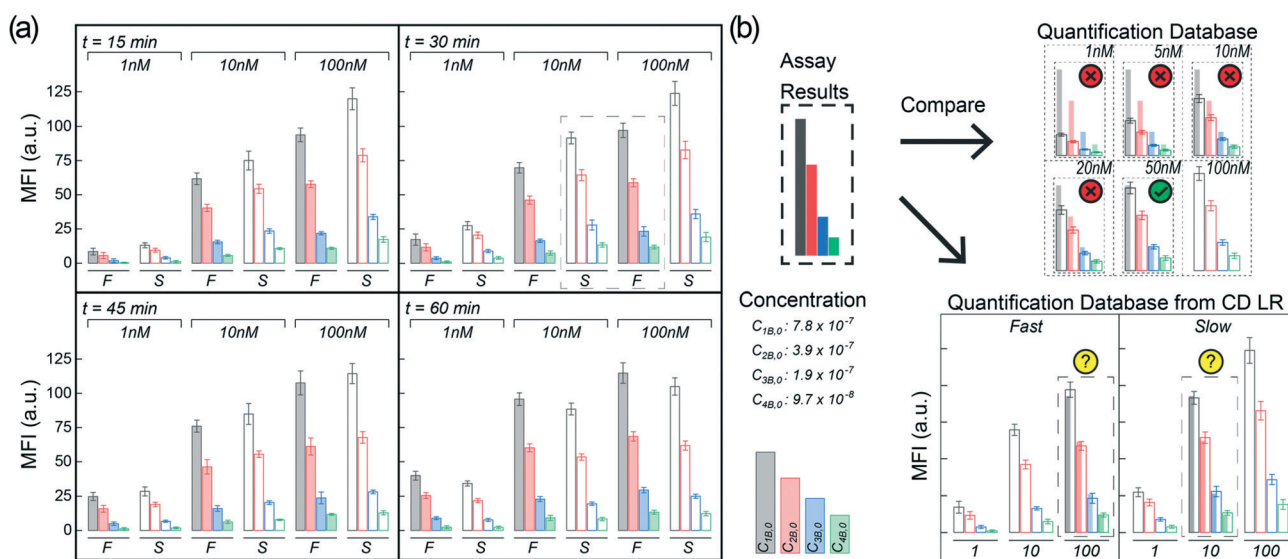 (a)
t = 15 min
1nM 10nM 100nM
MFI (a.u.)
125
100
75
50
25
0
F S F S F S
t = 30 min
1nM 10nM 100nM
F S F S F S
t = 45 min
1nM 10nM 100nM
MFI (a.u.)
125
100
75
50
25
0
F S F S F S
t = 60 min
1nM 10nM 100nM
F S F S F S
(b)
Assay
Results
Compare
Quantification Database
1nM 5nM 10nM
20nM 50nM 100nM
Concentration
C1B,0: 7.8 x 10⁻⁷
C2B,0: 3.9 x 10⁻⁷
C3B,0: 1.9 x 10⁻⁷
C4B,0: 9.7 x 10⁻⁸
C1B,0 C2B,0 C3B,0 C4B,0
Quantification Database from CD LR
Fast Slow
? ?
MFI (a.u.)
1 10 100 1 10 100